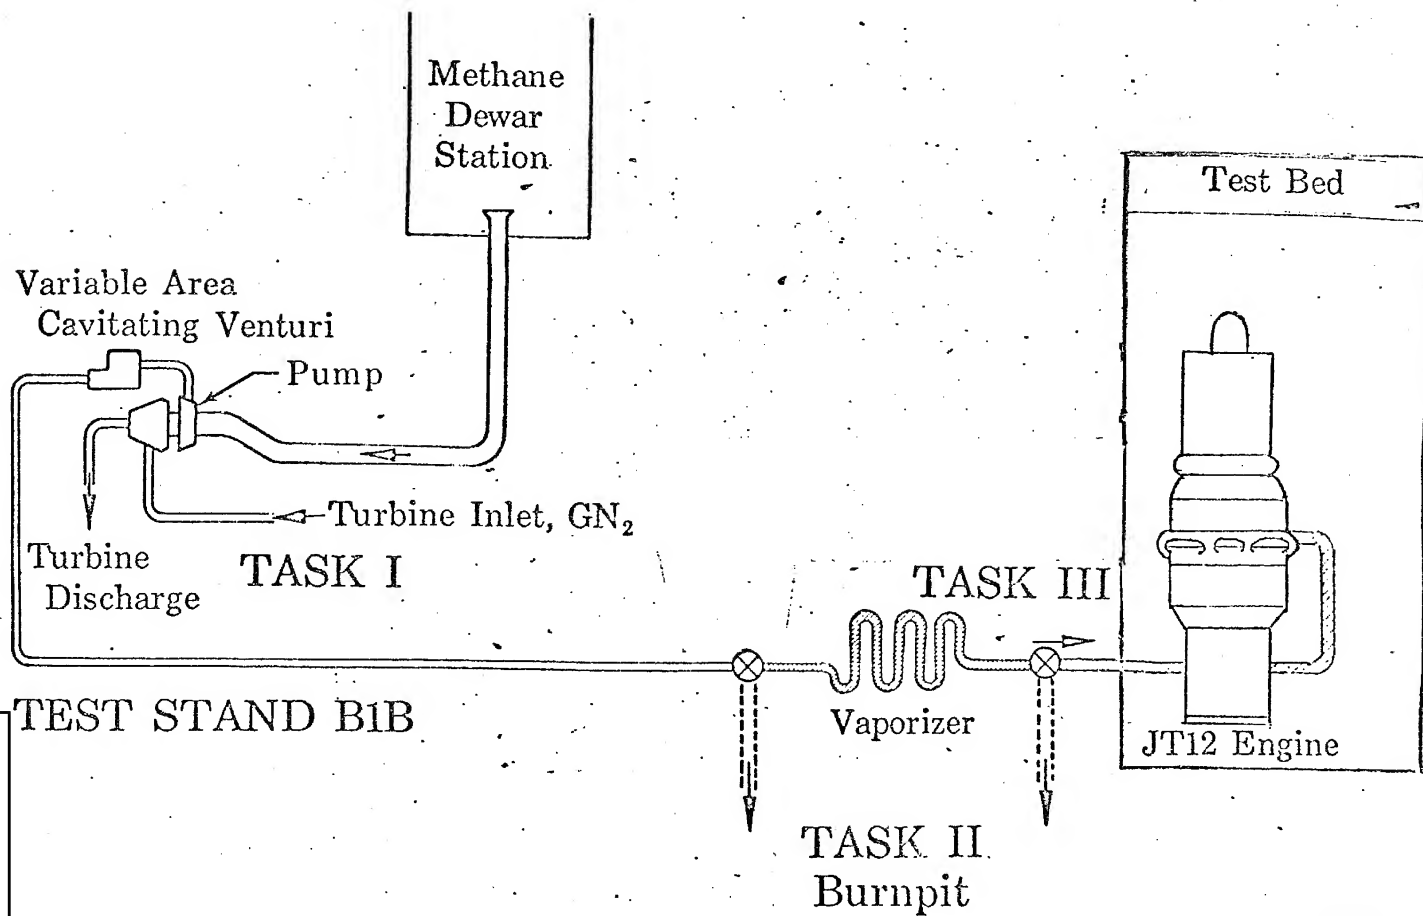 Methane
Dewar
Station
Test Bed
Variable Area
Cavitating Venturi
Pump
Turbine Inlet, GN₂
Turbine
Discharge
TASK I
TASK III
TEST STAND B1B
Vaporizer
JT12 Engine
TASK II
Burnpit